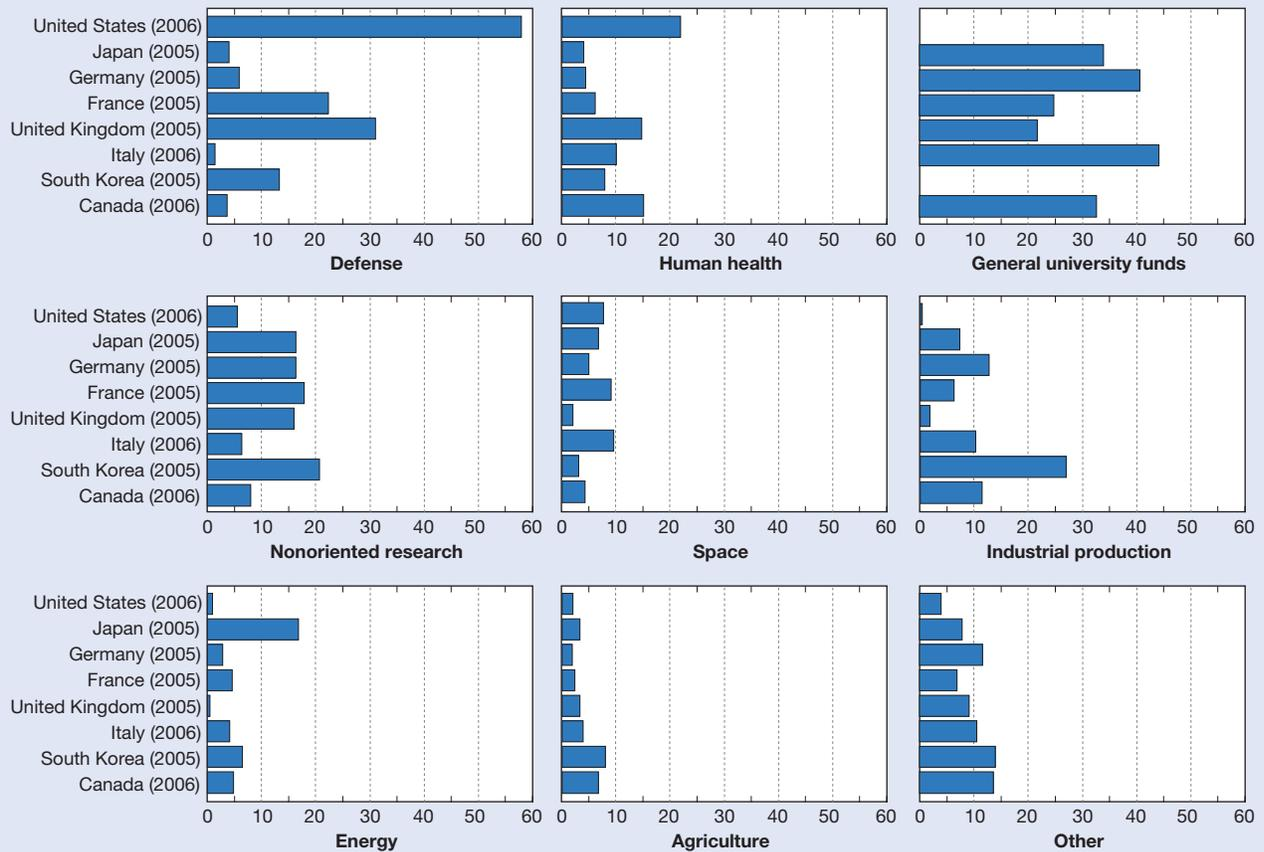 United States (2006)
Japan (2005)
Germany (2005)
France (2005)
United Kingdom (2005)
Italy (2006)
South Korea (2005)
Canada (2006)
0 10 20 30 40 50 60
Defense
0 10 20 30 40 50 60
Human health
0 10 20 30 40 50 60
General university funds
United States (2006)
Japan (2005)
Germany (2005)
France (2005)
United Kingdom (2005)
Italy (2006)
South Korea (2005)
Canada (2006)
0 10 20 30 40 50 60
Nonoriented research
0 10 20 30 40 50 60
Space
0 10 20 30 40 50 60
Industrial production
United States (2006)
Japan (2005)
Germany (2005)
France (2005)
United Kingdom (2005)
Italy (2006)
South Korea (2005)
Canada (2006)
0 10 20 30 40 50 60
Energy
0 10 20 30 40 50 60
Agriculture
0 10 20 30 40 50 60
Other